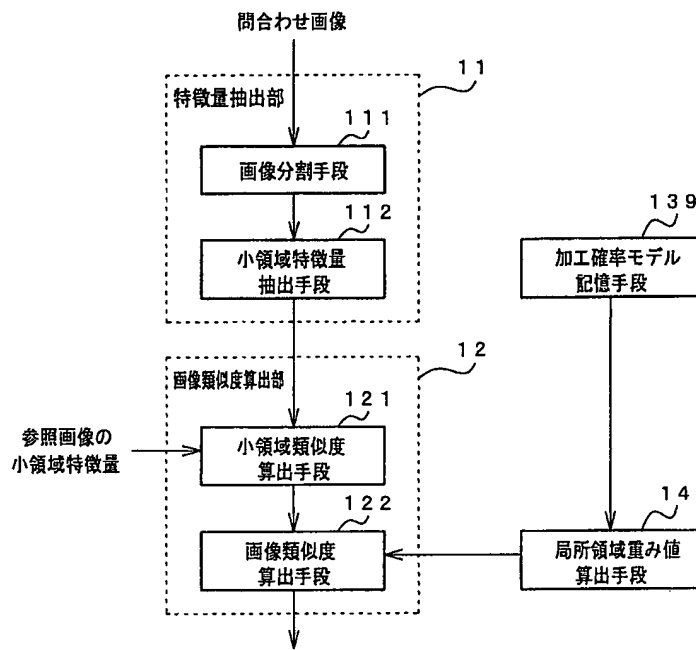 問合わせ画像
11
特徴量抽出部
111
画像分割手段
112
小領域特徴量
抽出手段
139
加工確率モデル
記憶手段
12
画像類似度算出部
121
参照画像の
小領域特徴量
小領域類似度
算出手段
122
画像類似度
算出手段
14
局所領域重み値
算出手段